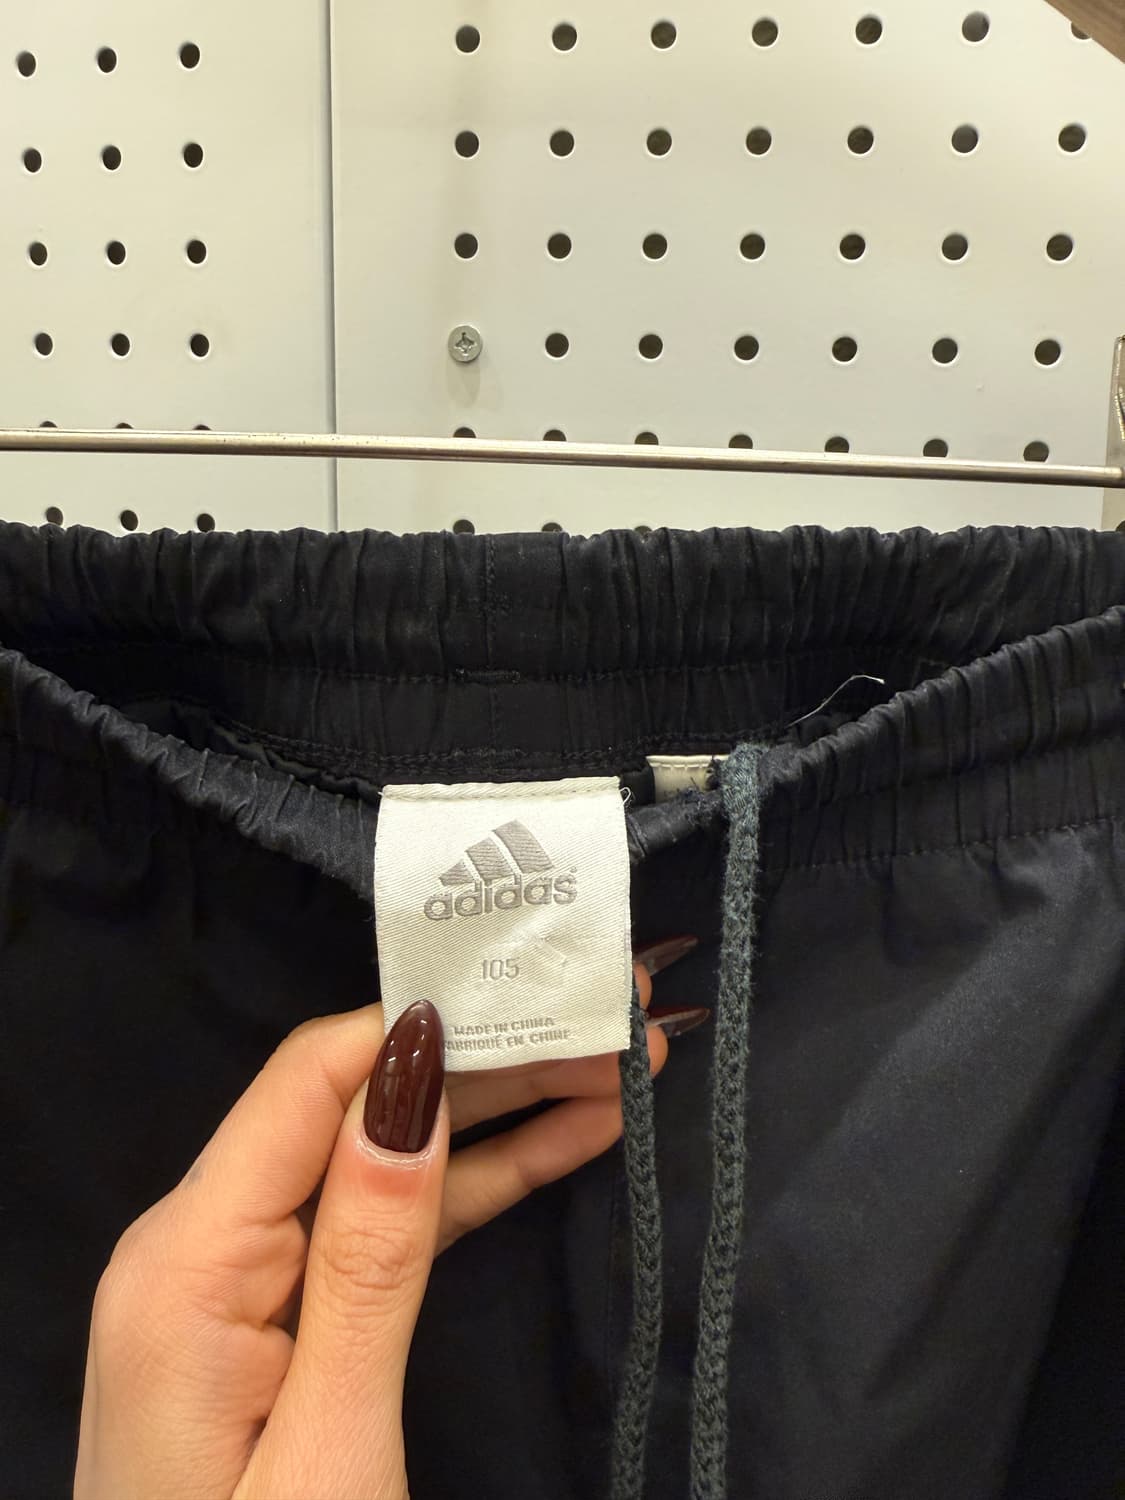 adidas®
105
MADE IN CHINA
FABRIQUÉ EN CHINE